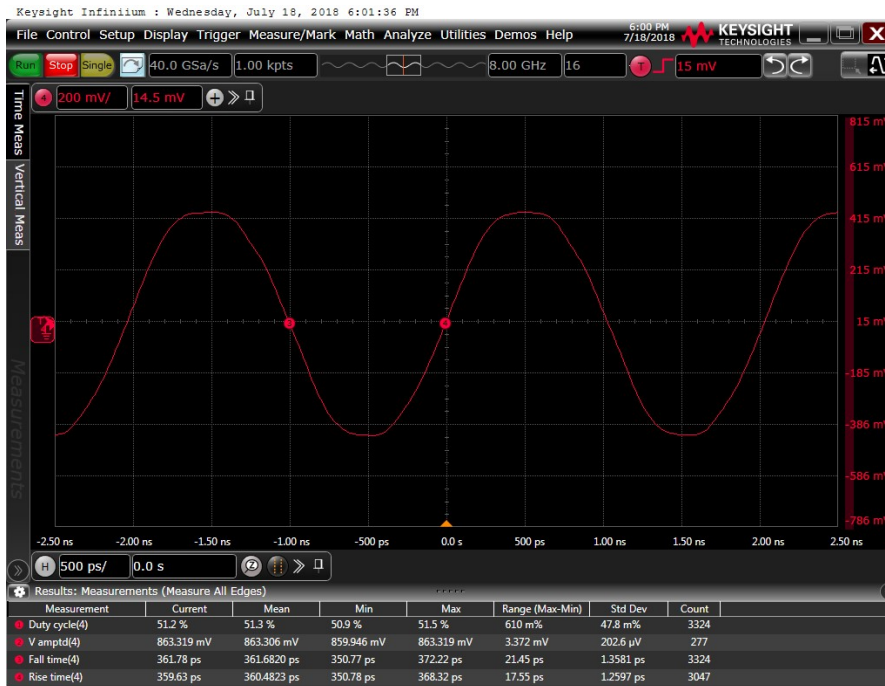 Keysight Infiniium : Wednesday, July 18, 2018 6:01:36 PM
File Control Setup Display Trigger Measure/Mark Math Analyze Utilities Demos Help
6:00 PM
7/18/2018
KEYSIGHT
TECHNOLOGIES
Run Stop Single 40.0 GSa/s 1.00 kpts 8.00 GHz 16 T 15 mV
4 200 mV/ 14.5 mV
Time Meas
Vertical Meas
Measurements
815 m
615 m
415 m
215 m
15 m
-185 m
-386 m
-586 m
-786 m
3 4
-2.50 ns -2.00 ns -1.50 ns -1.00 ns -500 ps 0.0 s 500 ps 1.00 ns 1.50 ns 2.00 ns 2.50 ns
H 500 ps/ 0.0 s
Results: Measurements (Measure All Edges)
Measurement Current Mean Min Max Range (Max-Min) Std Dev Count
1 Duty cycle(4) 51.2 % 51.3 % 50.9 % 51.5 % 610 m% 47.8 m% 3324
2 V amptd(4) 863.319 mV 863.306 mV 859.946 mV 863.319 mV 3.372 mV 202.6 µV 277
3 Fall time(4) 361.78 ps 361.6820 ps 350.77 ps 372.22 ps 21.45 ps 1.3581 ps 3324
4 Rise time(4) 359.63 ps 360.4823 ps 350.78 ps 368.32 ps 17.55 ps 1.2597 ps 3047